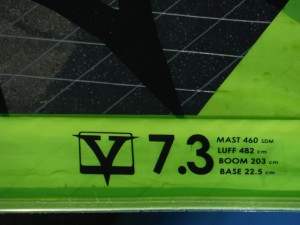 V 7.3
MAST 460 SDM
LUFF 482 cm
BOOM 203 cm
BASE 22.5 cm